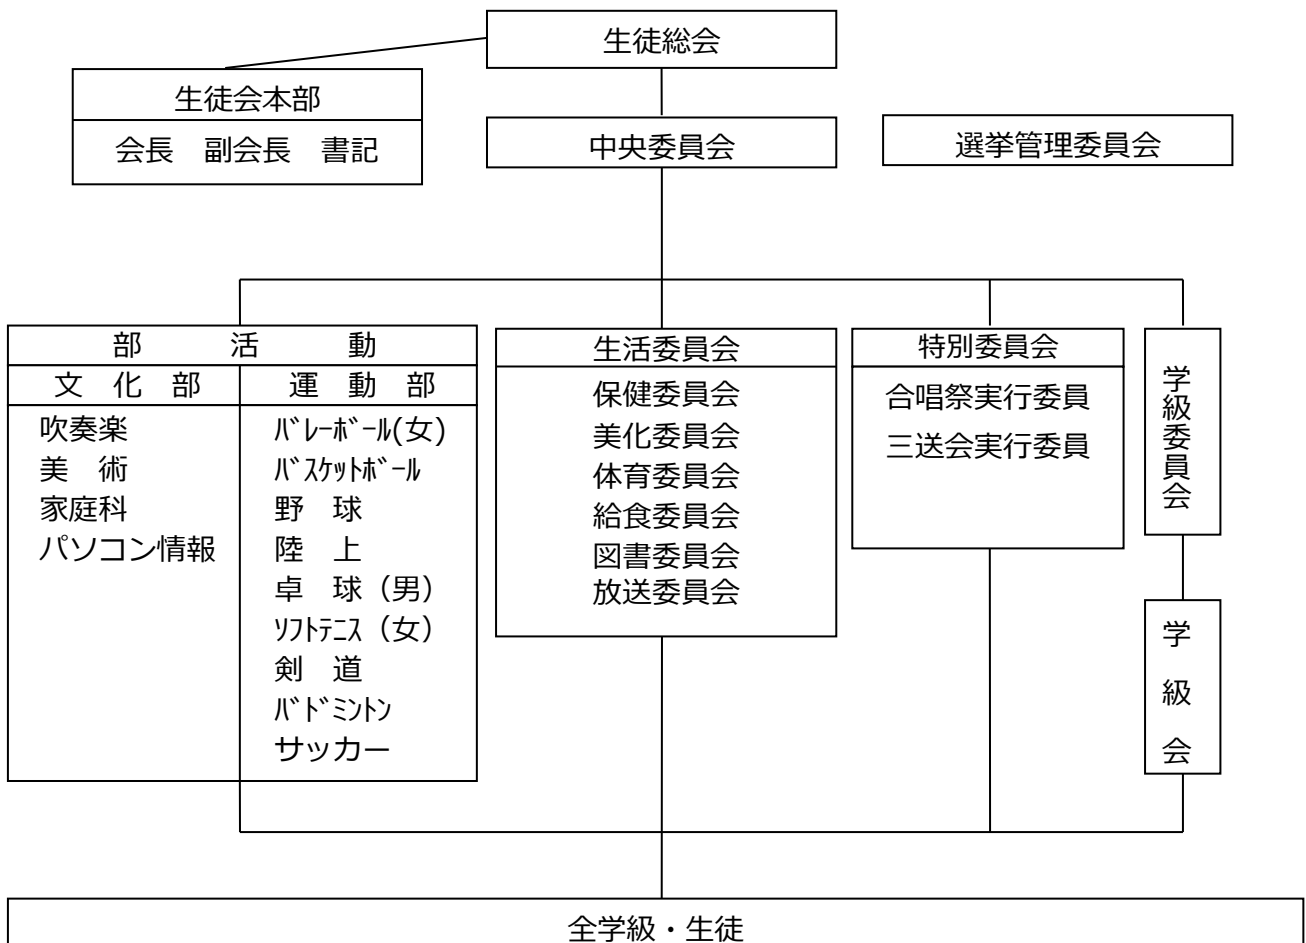 生徒総会
生徒会本部
会長　副会長　書記
中央委員会
選挙管理委員会
部　活　動
文　化　部
吹奏楽
美　術
家庭科
パソコン情報
運　動　部
ﾊﾞﾚｰﾎﾞｰﾙ(女)
ﾊﾞｽｹｯﾄﾎﾞｰﾙ
野　球
陸　上
卓　球（男）
ｿﾌﾄﾃﾆｽ（女）
剣　道
ﾊﾞﾄﾞﾐﾝﾄﾝ
サッカー
生活委員会
保健委員会
美化委員会
体育委員会
給食委員会
図書委員会
放送委員会
特別委員会
合唱祭実行委員
三送会実行委員
学級委員会
学級会
全学級・生徒